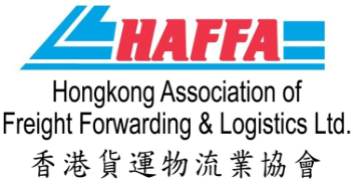 HAFFA
Hongkong Association of
Freight Forwarding & Logistics Ltd.
香港貨運物流業協會